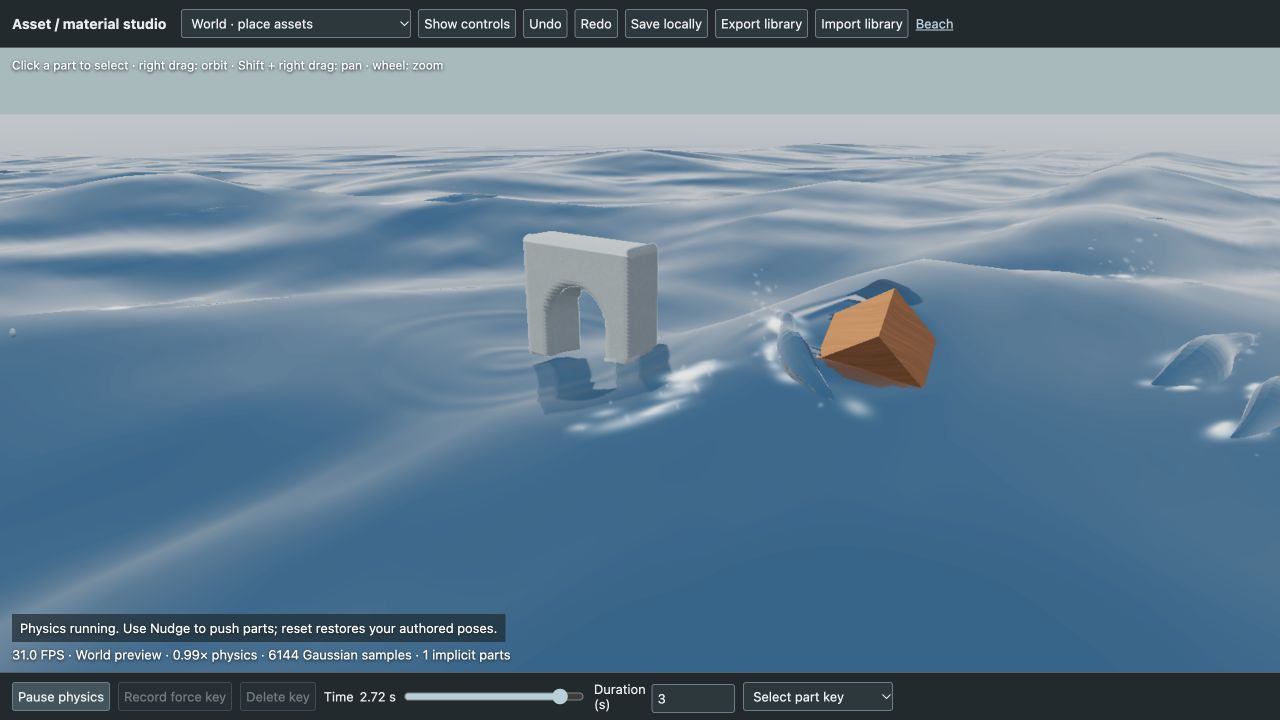 Asset / material studio World · place assets Show controls Undo Redo Save locally Export library Import library Beach
Click a part to select · right drag: orbit · Shift + right drag: pan · wheel: zoom
Physics running. Use Nudge to push parts; reset restores your authored poses.
31.0 FPS · World preview · 0.99× physics · 6144 Gaussian samples · 1 implicit parts
Pause physics Record force key Delete key Time 2.72 s Duration (s) 3 Select part key